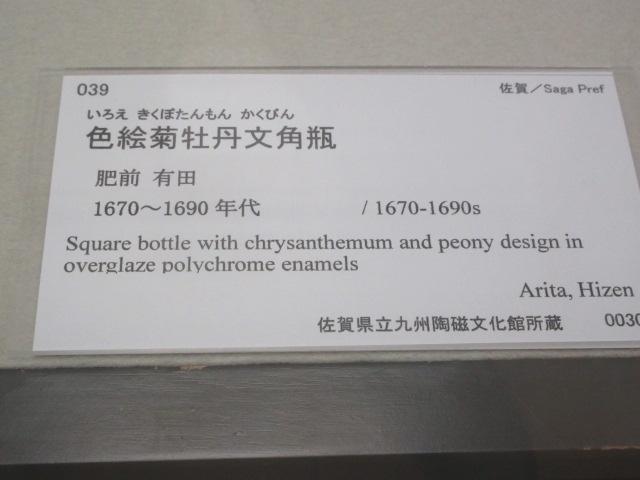 039
佐賀／Saga Pref
いろえ きくぼたんもん かくびん
色絵菊牡丹文角瓶
肥前 有田
1670～1690 年代 / 1670-1690s
Square bottle with chrysanthemum and peony design in
overglaze polychrome enamels
Arita, Hizen
佐賀県立九州陶磁文化館所蔵 0030